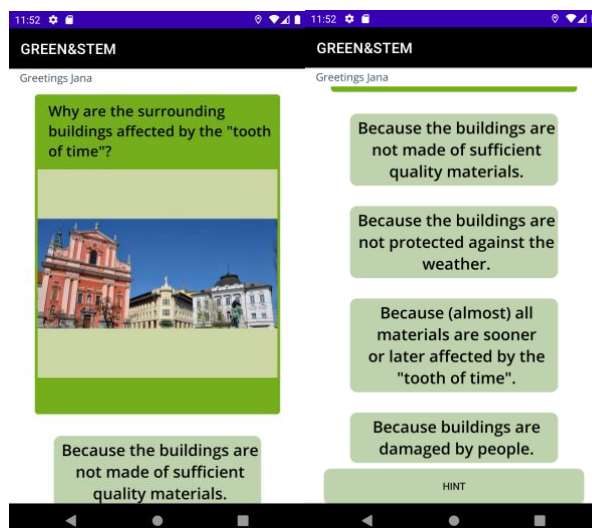 11:52
GREEN&STEM
Greetings Jana
Why are the surrounding
buildings affected by the "tooth
of time"?
Because the buildings are
not made of sufficient
quality materials.
11:52
GREEN&STEM
Greetings Jana
Because the buildings are
not made of sufficient
quality materials.
Because the buildings are
not protected against the
weather.
Because (almost) all
materials are sooner
or later affected by the
"tooth of time".
Because buildings are
damaged by people.
HINT